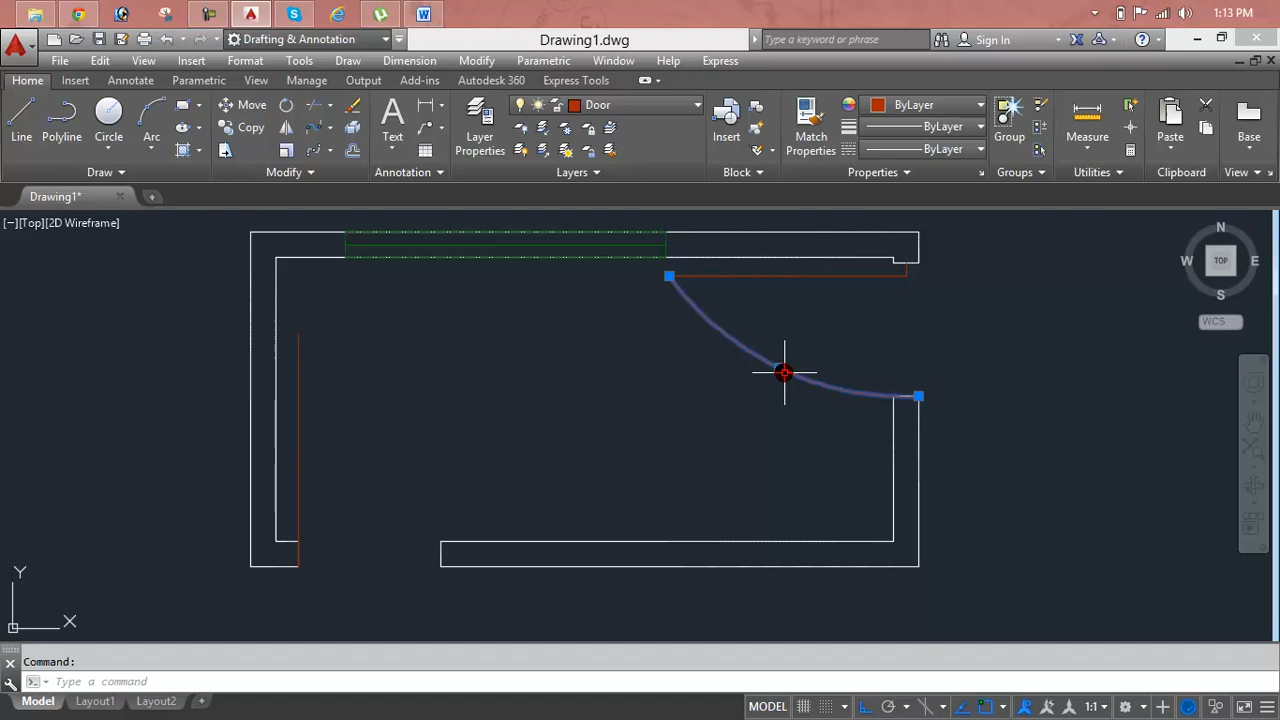 1:13 PM
Drafting & Annotation
Drawing1.dwg
Type a keyword or phrase
Sign In
File Edit View Insert Format Tools Draw Dimension Modify Parametric Window Help Express
Home Insert Annotate Parametric View Manage Output Add-ins Autodesk 360 Express Tools
Line Polyline Circle Arc
Move
Copy
Text
Layer Properties
Door
Insert
Match Properties
ByLayer
ByLayer
ByLayer
Group
Measure
Paste
Base
Draw Modify Annotation Layers Block Properties Groups Utilities Clipboard View
Drawing1*
[−][Top][2D Wireframe]
N
W TOP E
S
WCS
Y
X
Command:
Type a command
Model Layout1 Layout2
MODEL
1:1